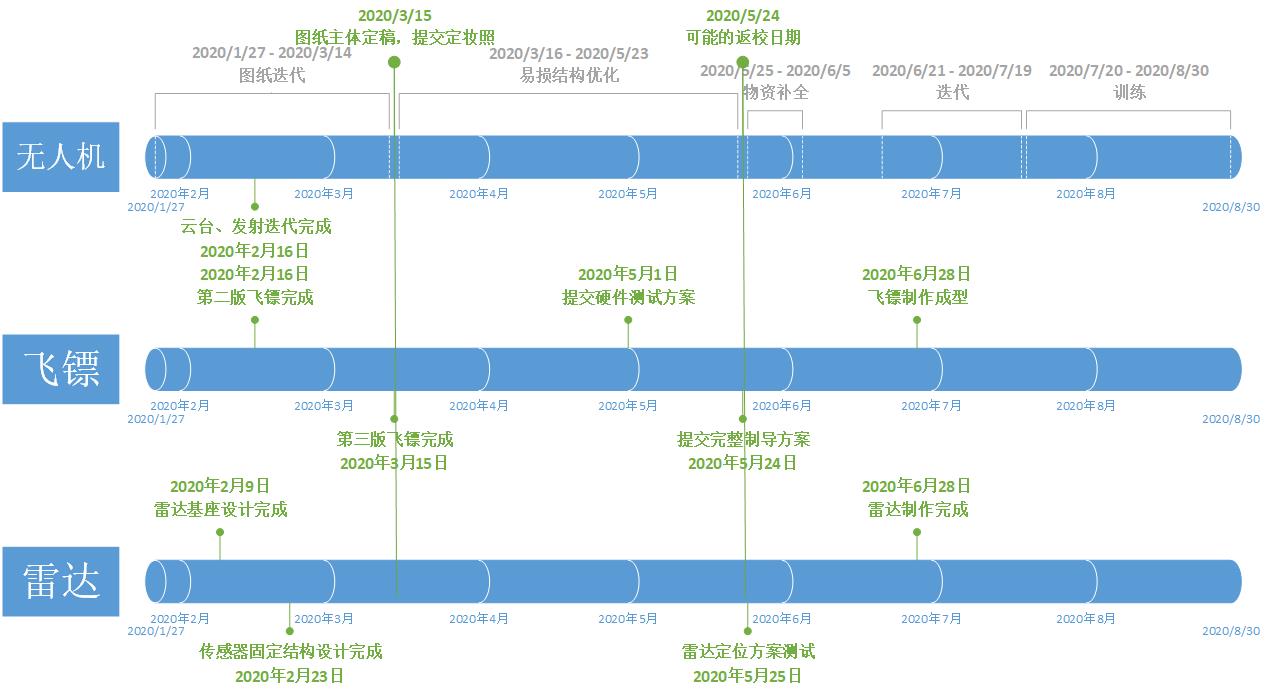 2020/3/15
图纸主体定稿，提交定妆照
2020/5/24
可能的返校日期
2020/1/27 - 2020/3/14
图纸迭代
2020/3/16 - 2020/5/23
易损结构优化
2020/5/25 - 2020/6/5
物资补全
2020/6/21 - 2020/7/19
迭代
2020/7/20 - 2020/8/30
训练
无人机
2020年2月
2020年3月
2020年4月
2020年5月
2020年6月
2020年7月
2020年8月
2020/1/27
2020/8/30
云台、发射迭代完成
2020年2月16日
2020年2月16日
第二版飞镖完成
2020年5月1日
提交硬件测试方案
2020年6月28日
飞镖制作成型
飞镖
2020年2月
2020年3月
2020年4月
2020年5月
2020年6月
2020年7月
2020年8月
2020/1/27
2020/8/30
第三版飞镖完成
2020年3月15日
提交完整制导方案
2020年5月24日
2020年2月9日
雷达基座设计完成
2020年6月28日
雷达制作完成
雷达
2020年2月
2020年3月
2020年4月
2020年5月
2020年6月
2020年7月
2020年8月
2020/1/27
2020/8/30
传感器固定结构设计完成
2020年2月23日
雷达定位方案测试
2020年5月25日